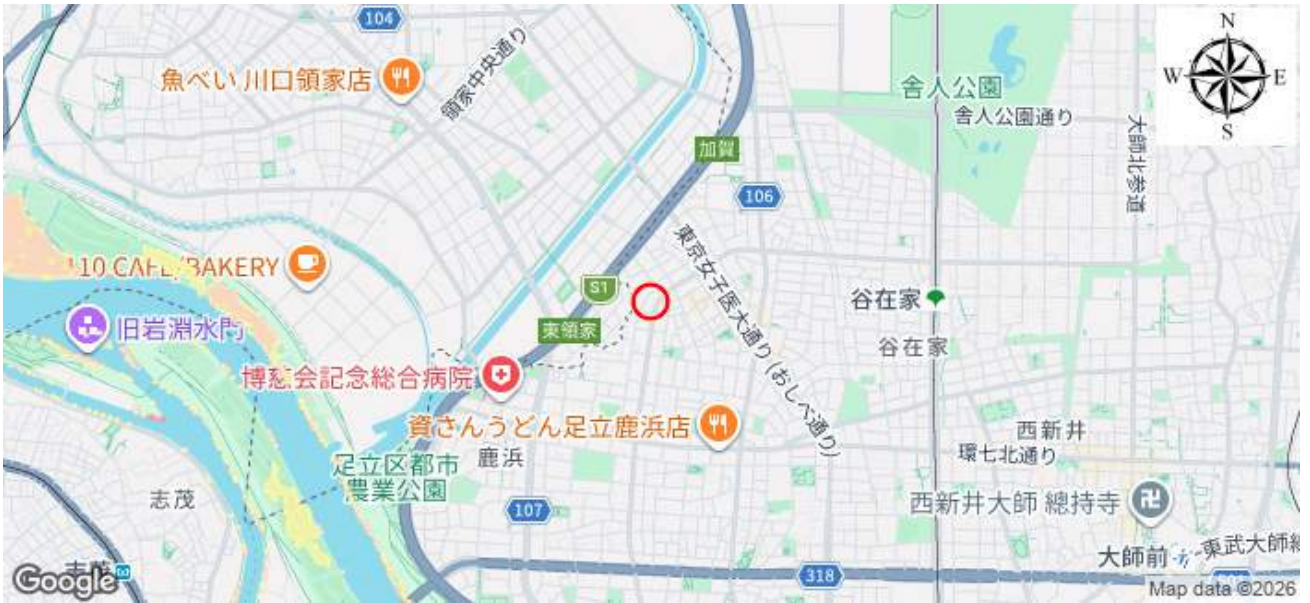 104
魚べい 川口領家店
領家中央通り
N
W
E
S
舎人公園
舎人公園通り
大師北参道
加賀
106
東京女子医大通り(おしべ通り)
110 CAFE/BAKERY
S1
谷在家
旧岩淵水門
東領家
谷在家
博慈会記念総合病院
資さんうどん足立鹿浜店
鹿浜
西新井
環七北通り
足立区都市
農業公園
志茂
107
西新井大師 總持寺
大師前
東武大師線
318
Google
Map data ©2026